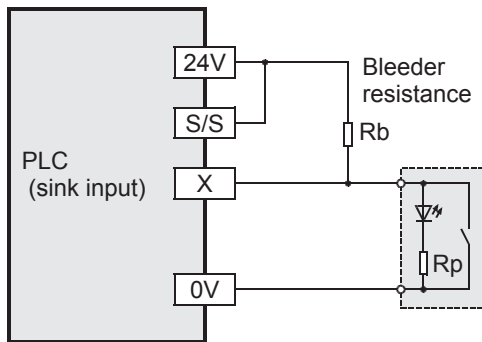 24V
Bleeder
resistance
S/S
Rb
PLC
(sink input)
X
Rp
0V